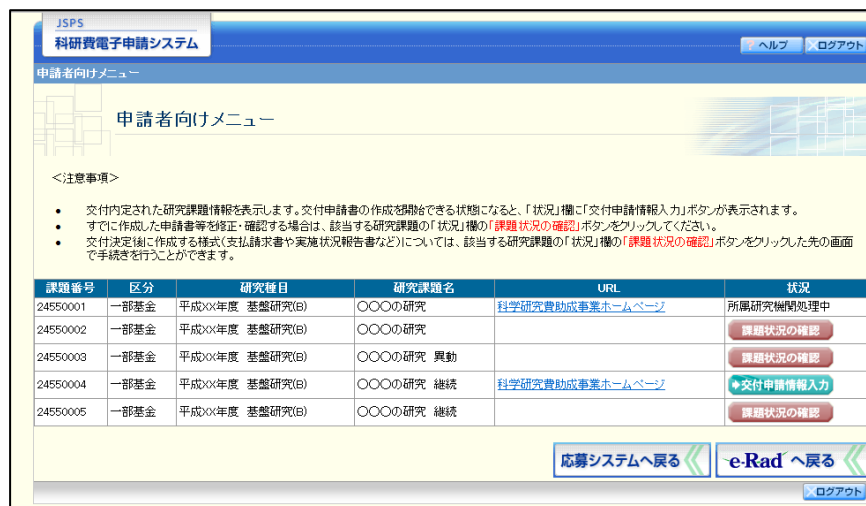 JSPS
科研費電子申請システム
? ヘルプ ×ログアウト
申請者向けメニュー
申請者向けメニュー
<注意事項>
• 交付内定された研究課題情報を表示します。交付申請書の作成を開始できる状態になると、「状況」欄に「交付申請情報入力」ボタンが表示されます。
• すでに作成した申請書等を修正・確認する場合は、該当する研究課題の「状況」欄の「課題状況の確認」ボタンをクリックしてください。
• 交付決定後に作成する様式(支払請求書や実施状況報告書など)については、該当する研究課題の「状況」欄の「課題状況の確認」ボタンをクリックした先の画面
で手続きを行うことができます。
課題番号 区分 研究種目 研究課題名 URL 状況
24550001 一部基金 平成××年度 基盤研究(B) 〇〇〇の研究 科学研究費助成事業ホームページ 所属研究機関処理中
24550002 一部基金 平成××年度 基盤研究(B) 〇〇〇の研究 課題状況の確認
24550003 一部基金 平成××年度 基盤研究(B) 〇〇〇の研究 異動 課題状況の確認
24550004 一部基金 平成××年度 基盤研究(B) 〇〇〇の研究 継続 科学研究費助成事業ホームページ 交付申請情報入力
24550005 一部基金 平成××年度 基盤研究(B) 〇〇〇の研究 継続 課題状況の確認
応募システムへ戻る e-Rad へ戻る
×ログアウト